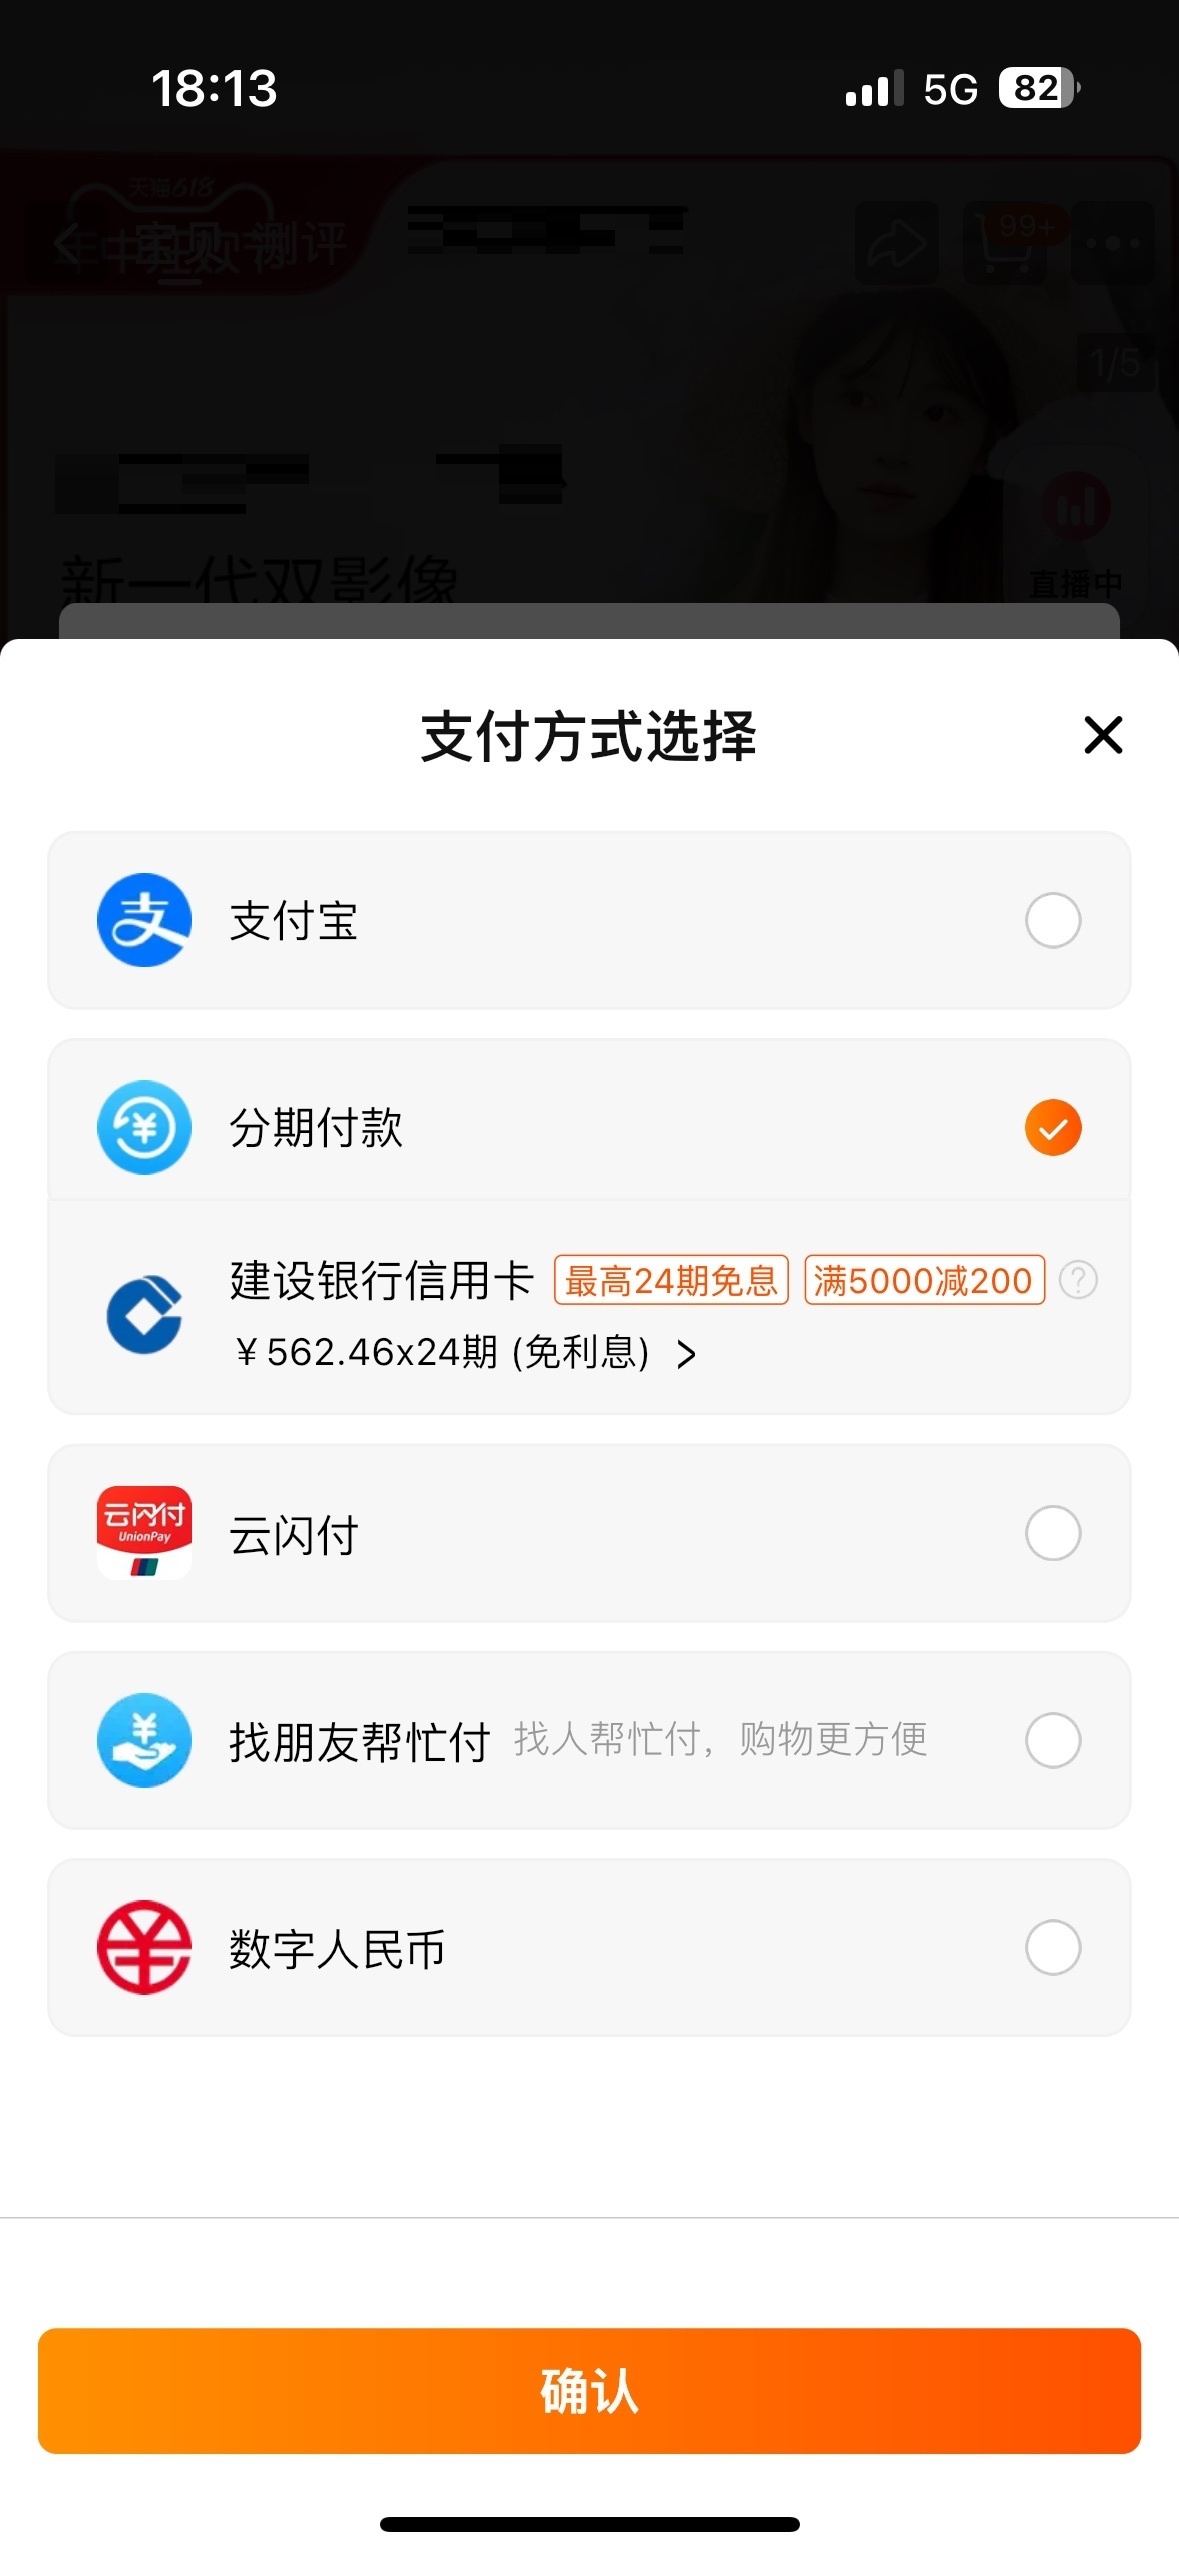 18:13
5G 82
天猫618
宝贝 测评
99+
1/5
新一代双影像
直播中
支付方式选择
支付宝
分期付款
建设银行信用卡 最高24期免息 满5000减200 ?
¥562.46x24期 (免利息) >
云闪付 UnionPay
云闪付
找朋友帮忙付 找人帮忙付，购物更方便
数字人民币
确认